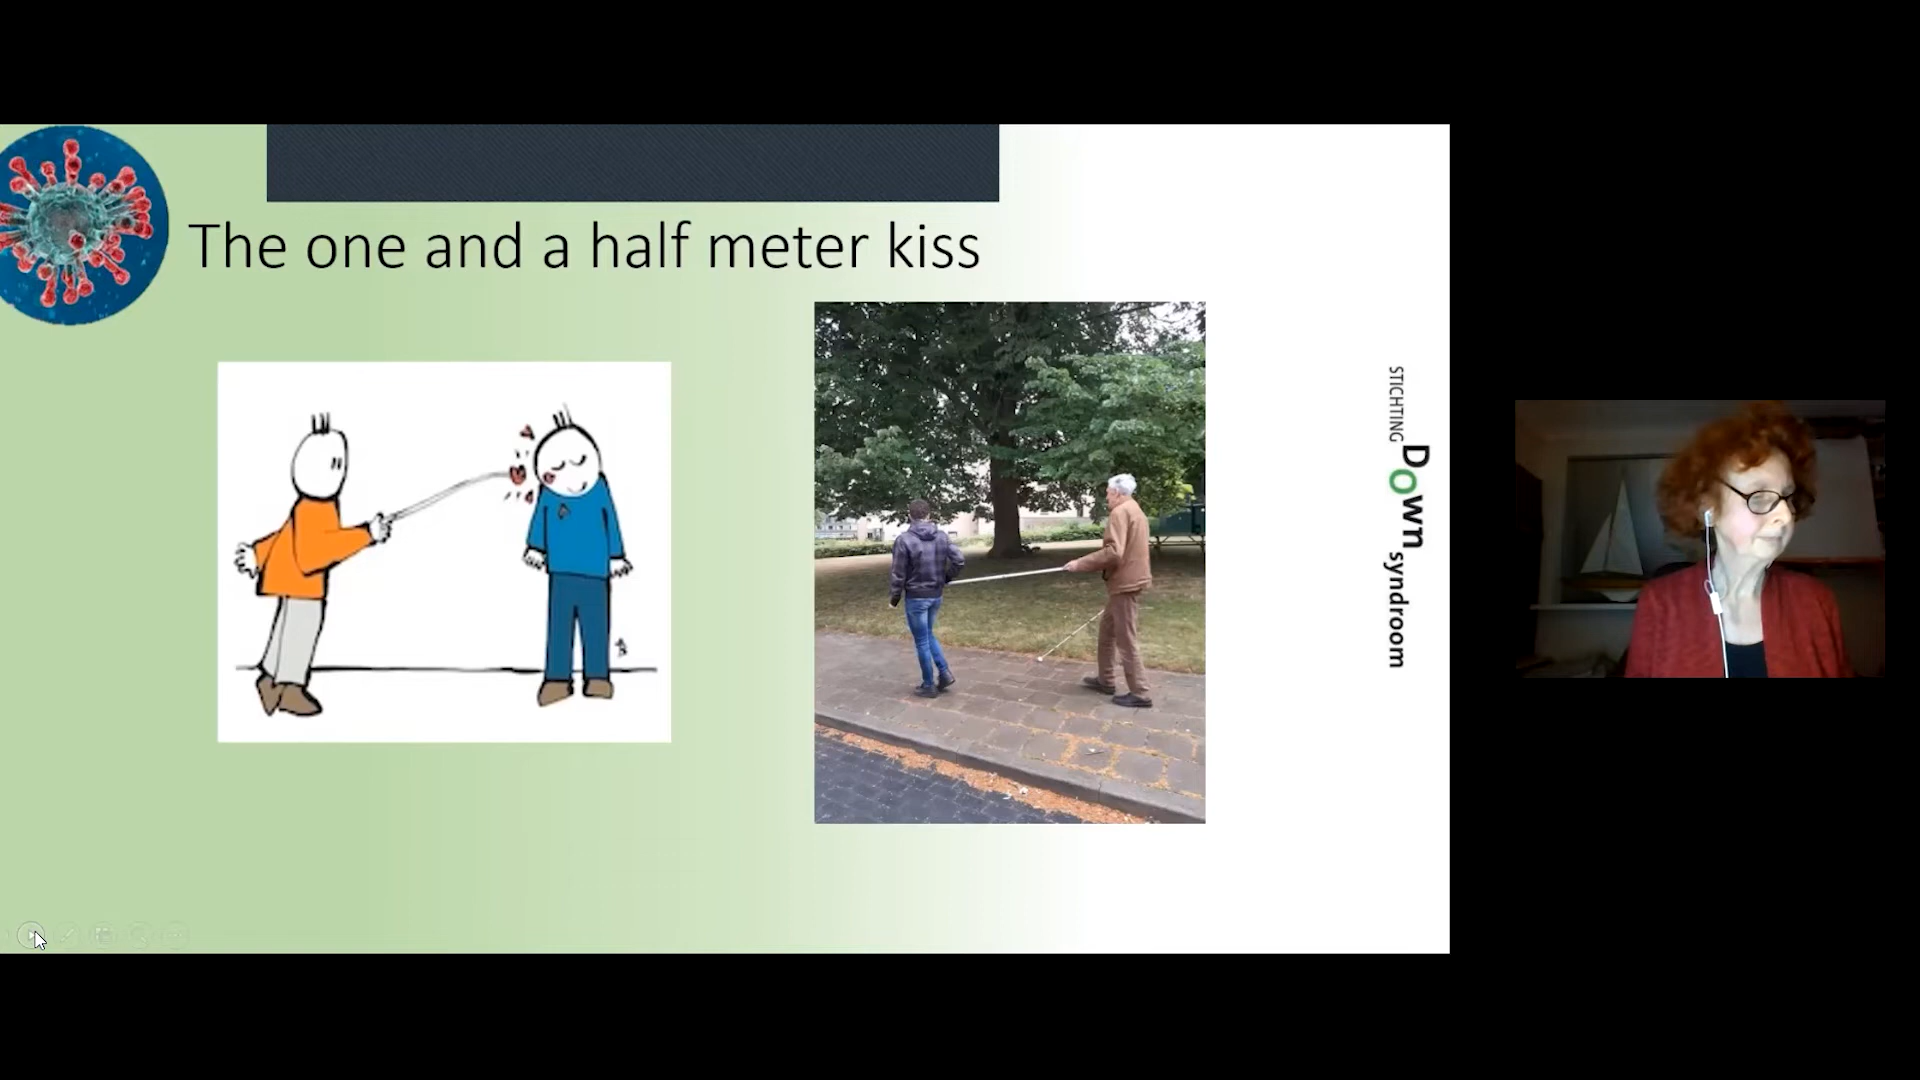 The one and a half meter kiss
STICHTING
Down
syndroom